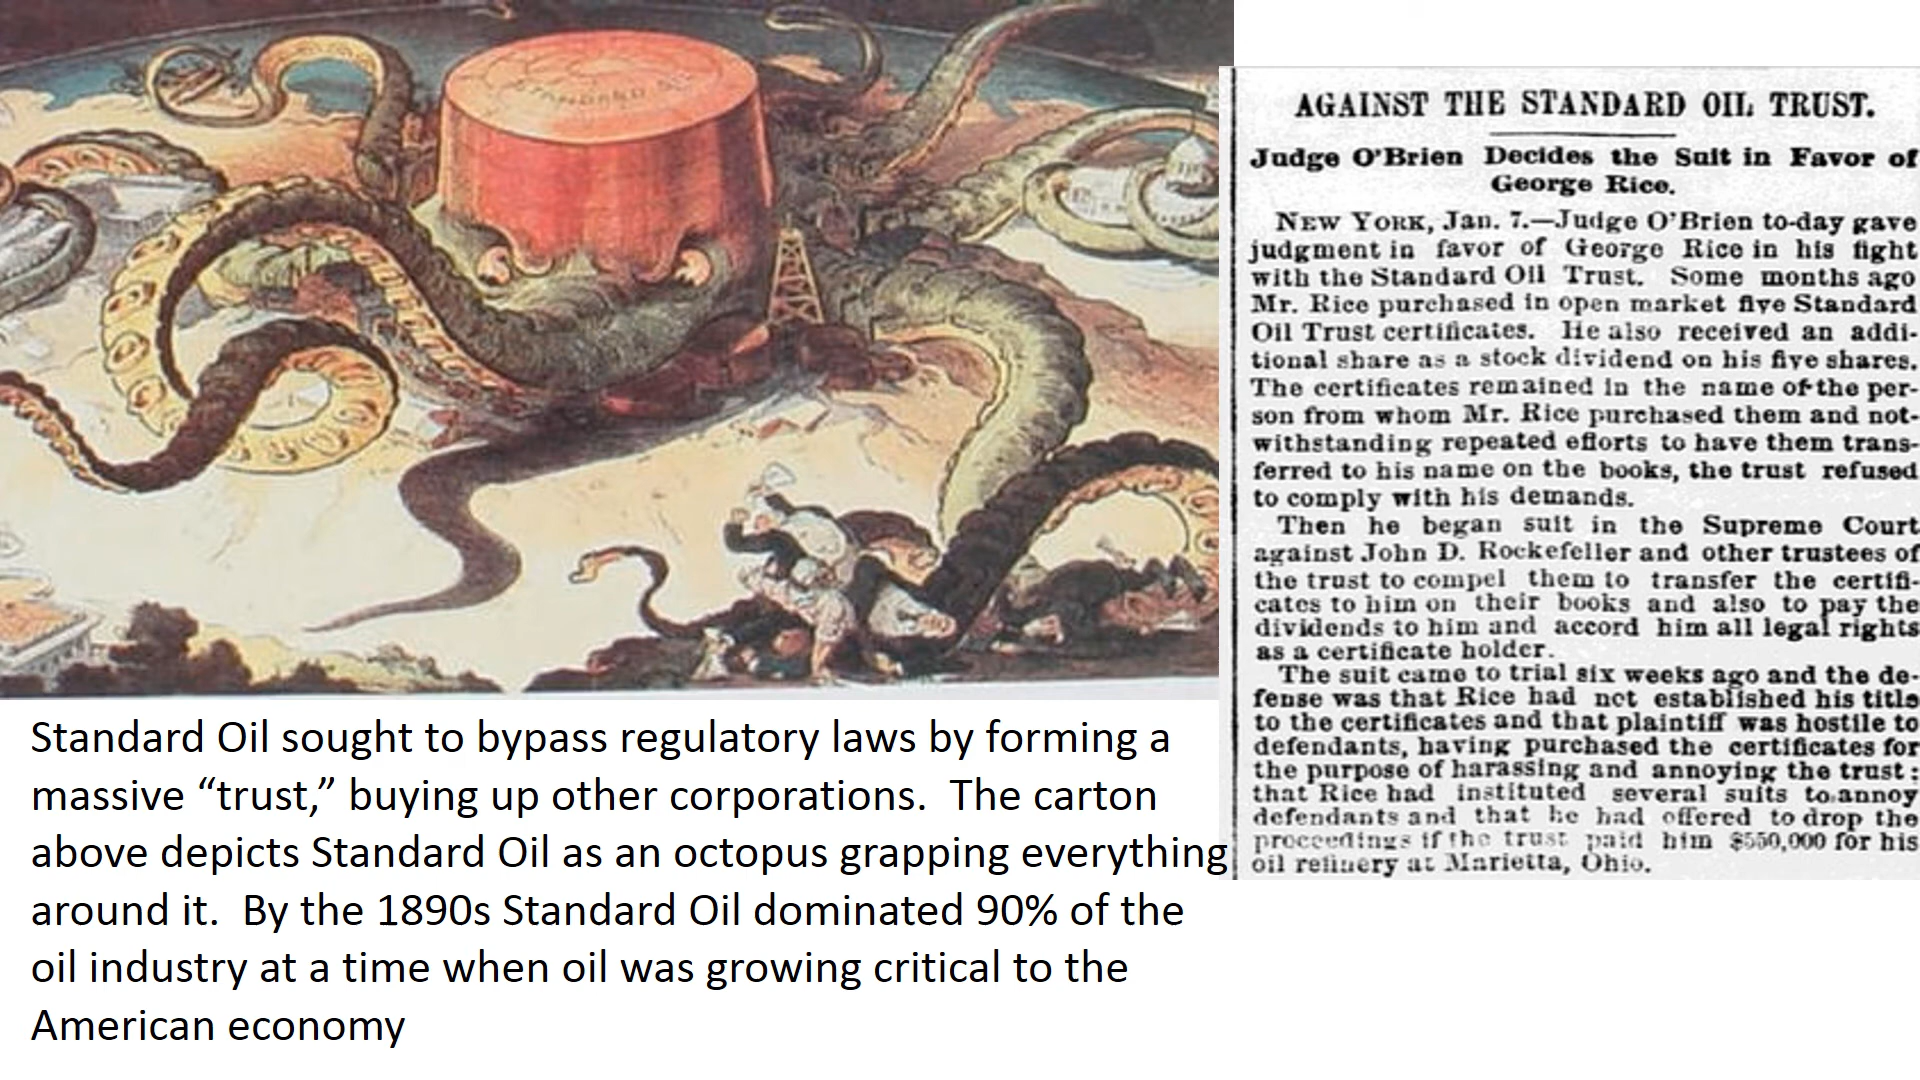 STANDARD OIL
AGAINST THE STANDARD OIL TRUST.
Judge O'Brien Decides the Suit in Favor of
George Rice.
NEW YORK, Jan. 7.—Judge O'Brien to-day gave
judgment in favor of George Rice in his fight
with the Standard Oil Trust. Some months ago
Mr. Rice purchased in open market five Standard
Oil Trust certificates. He also received an addi-
tional share as a stock dividend on his five shares.
The certificates remained in the name of the per-
son from whom Mr. Rice purchased them and not-
withstanding repeated efforts to have them trans-
ferred to his name on the books, the trust refused
to comply with his demands.
Then he began suit in the Supreme Court
against John D. Rockefeller and other trustees of
the trust to compel them to transfer the certifi-
cates to him on their books and also to pay the
dividends to him and accord him all legal rights
as a certificate holder.
The suit came to trial six weeks ago and the de-
fense was that Rice had not established his title
to the certificates and that plaintiff was hostile to
defendants, having purchased the certificates for
the purpose of harassing and annoying the trust;
that Rice had instituted several suits to annoy
defendants and that he had offered to drop the
proceedings if the trust paid him $550,000 for his
oil refinery at Marietta, Ohio.
Standard Oil sought to bypass regulatory laws by forming a
massive “trust,” buying up other corporations. The carton
above depicts Standard Oil as an octopus grapping everything
around it. By the 1890s Standard Oil dominated 90% of the
oil industry at a time when oil was growing critical to the
American economy